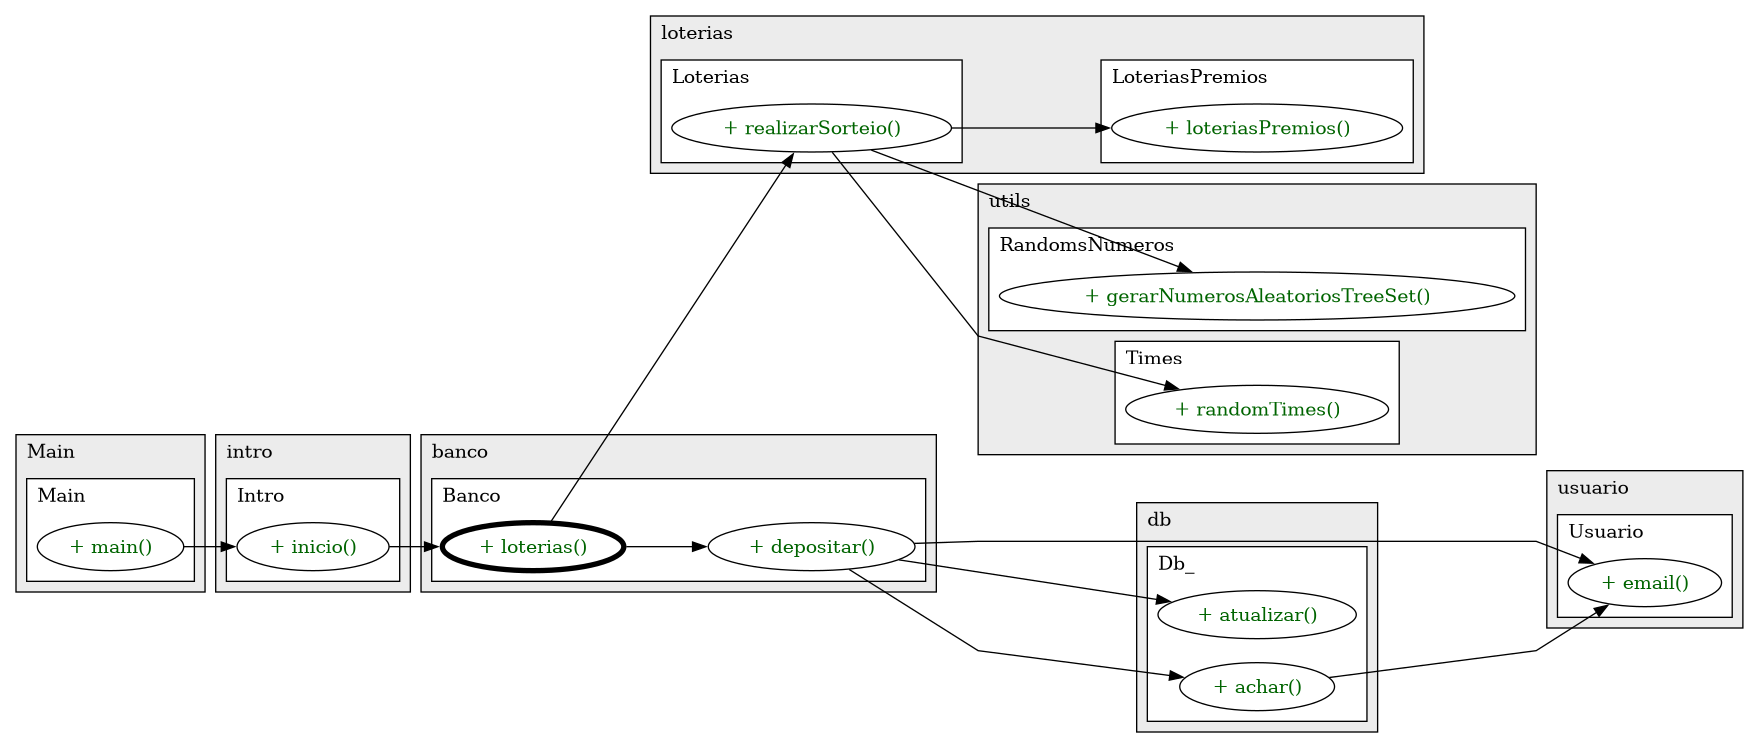 loterias
Loterias
+ realizarSorteio()
LoteriasPremios
+ loteriasPremios()
utils
RandomsNumeros
+ gerarNumerosAleatoriosTreeSet()
Times
+ randomTimes()
Main
Main
+ main()
intro
Intro
+ inicio()
banco
Banco
+ loterias()
+ depositar()
db
Db_
+ atualizar()
+ achar()
usuario
Usuario
+ email()